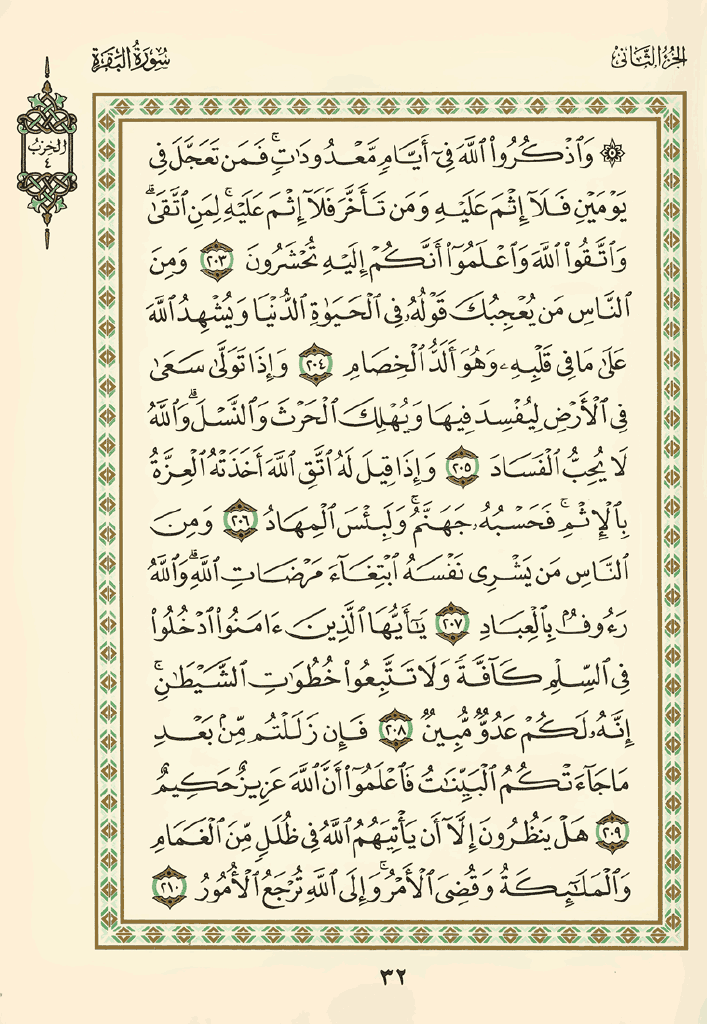 الجزء الثاني
سورة البقرة
الحزب
٤
۞ وَٱذْكُرُوا۟ ٱللَّهَ فِىٓ أَيَّامٍ مَّعْدُودَٰتٍ ۚ فَمَن تَعَجَّلَ فِى
يَوْمَيْنِ فَلَآ إِثْمَ عَلَيْهِ وَمَن تَأَخَّرَ فَلَآ إِثْمَ عَلَيْهِ ۚ لِمَنِ ٱتَّقَىٰ ۗ
وَٱتَّقُوا۟ ٱللَّهَ وَٱعْلَمُوٓا۟ أَنَّكُمْ إِلَيْهِ تُحْشَرُونَ ٢٠٣ وَمِنَ
ٱلنَّاسِ مَن يُعْجِبُكَ قَوْلُهُۥ فِى ٱلْحَيَوٰةِ ٱلدُّنْيَا وَيُشْهِدُ ٱللَّهَ
عَلَىٰ مَا فِى قَلْبِهِۦ وَهُوَ أَلَدُّ ٱلْخِصَامِ ٢٠٤ وَإِذَا تَوَلَّىٰ سَعَىٰ
فِى ٱلْأَرْضِ لِيُفْسِدَ فِيهَا وَيُهْلِكَ ٱلْحَرْثَ وَٱلنَّسْلَ ۗ وَٱللَّهُ
لَا يُحِبُّ ٱلْفَسَادَ ٢٠٥ وَإِذَا قِيلَ لَهُ ٱتَّقِ ٱللَّهَ أَخَذَتْهُ ٱلْعِزَّةُ
بِٱلْإِثْمِ ۚ فَحَسْبُهُۥ جَهَنَّمُ ۚ وَلَبِئْسَ ٱلْمِهَادُ ٢٠٦ وَمِنَ
ٱلنَّاسِ مَن يَشْرِى نَفْسَهُ ٱبْتِغَآءَ مَرْضَاتِ ٱللَّهِ ۗ وَٱللَّهُ
رَءُوفٌۢ بِٱلْعِبَادِ ٢٠٧ يَٰٓأَيُّهَا ٱلَّذِينَ ءَامَنُوا۟ ٱدْخُلُوا۟
فِى ٱلسِّلْمِ كَآفَّةً وَلَا تَتَّبِعُوا۟ خُطُوَٰتِ ٱلشَّيْطَٰنِ ۚ
إِنَّهُۥ لَكُمْ عَدُوٌّ مُّبِينٌ ٢٠٨ فَإِن زَلَلْتُم مِّنۢ بَعْدِ
مَا جَآءَتْكُمُ ٱلْبَيِّنَٰتُ فَٱعْلَمُوٓا۟ أَنَّ ٱللَّهَ عَزِيزٌ حَكِيمٌ
٢٠٩ هَلْ يَنظُرُونَ إِلَّآ أَن يَأْتِيَهُمُ ٱللَّهُ فِى ظُلَلٍ مِّنَ ٱلْغَمَامِ
وَٱلْمَلَٰٓئِكَةُ وَقُضِىَ ٱلْأَمْرُ ۚ وَإِلَى ٱللَّهِ تُرْجَعُ ٱلْأُمُورُ ٢١٠
٣٢